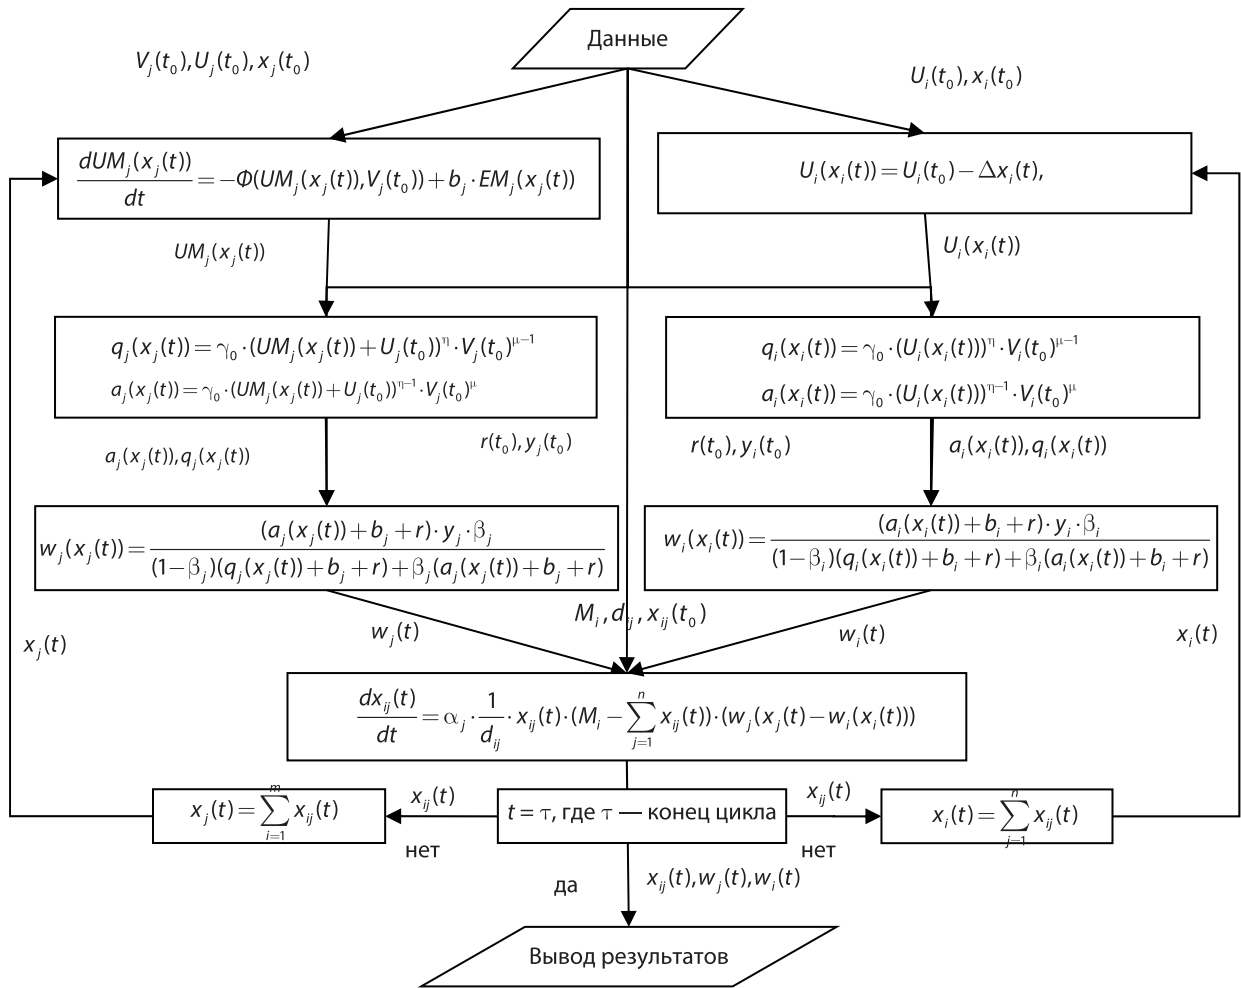 Данные
V_j(t_0), U_j(t_0), x_j(t_0)
U_i(t_0), x_i(t_0)
dUM_j(x_j(t))/dt = −Φ(UM_j(x_j(t)), V_j(t_0)) + b_j · EM_j(x_j(t))
U_i(x_i(t)) = U_i(t_0) − Δx_i(t),
UM_j(x_j(t))
U_i(x_i(t))
q_j(x_j(t)) = γ_0 · (UM_j(x_j(t)) + U_j(t_0))^η · V_j(t_0)^{μ−1}
a_j(x_j(t)) = γ_0 · (UM_j(x_j(t)) + U_j(t_0))^{η−1} · V_j(t_0)^μ
q_i(x_i(t)) = γ_0 · (U_i(x_i(t)))^η · V_i(t_0)^{μ−1}
a_i(x_i(t)) = γ_0 · (U_i(x_i(t)))^{η−1} · V_i(t_0)^μ
a_j(x_j(t)), q_j(x_j(t))
r(t_0), y_j(t_0)
r(t_0), y_i(t_0)
a_i(x_i(t)), q_i(x_i(t))
w_j(x_j(t)) = (a_j(x_j(t)) + b_j + r) · y_j · β_j / (1−β_j)(q_j(x_j(t)) + b_j + r) + β_j(a_j(x_j(t)) + b_j + r)
w_i(x_i(t)) = (a_i(x_i(t)) + b_i + r) · y_i · β_i / (1−β_i)(q_i(x_i(t)) + b_i + r) + β_i(a_i(x_i(t)) + b_i + r)
M_i, d_ij, x_ij(t_0)
x_j(t)
w_j(t)
w_i(t)
x_i(t)
dx_ij(t)/dt = α_j · 1/d_ij · x_ij(t) · (M_i − ∑_{j=1}^{n} x_ij(t)) · (w_j(x_j(t) − w_i(x_i(t)))
x_j(t) = ∑_{i=1}^{m} x_ij(t)
x_ij(t)
нет
t = τ, где τ — конец цикла
x_ij(t)
нет
x_i(t) = ∑_{j=1}^{n} x_ij(t)
да
x_ij(t), w_j(t), w_i(t)
Вывод результатов